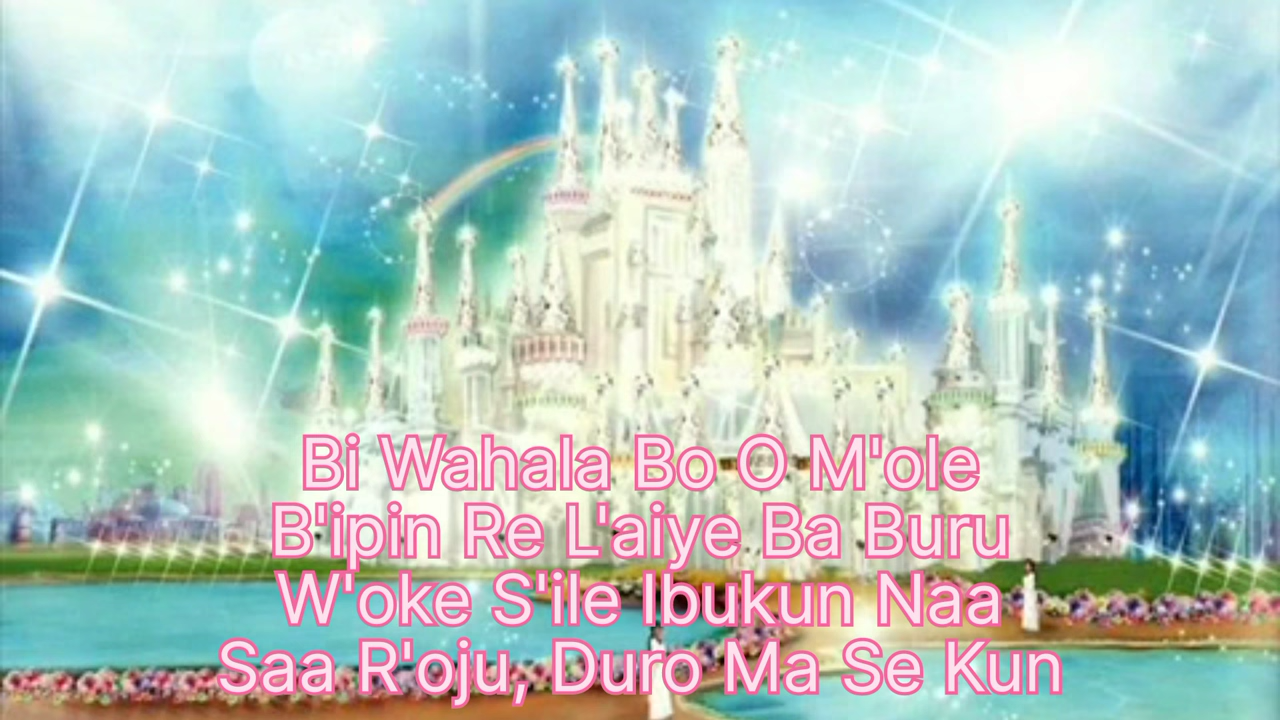 Bi Wahala Bo O M'ole
B'ipin Re L'aiye Ba Buru
W'oke S'ile Ibukun Naa
Saa R'oju, Duro Ma Se Kun